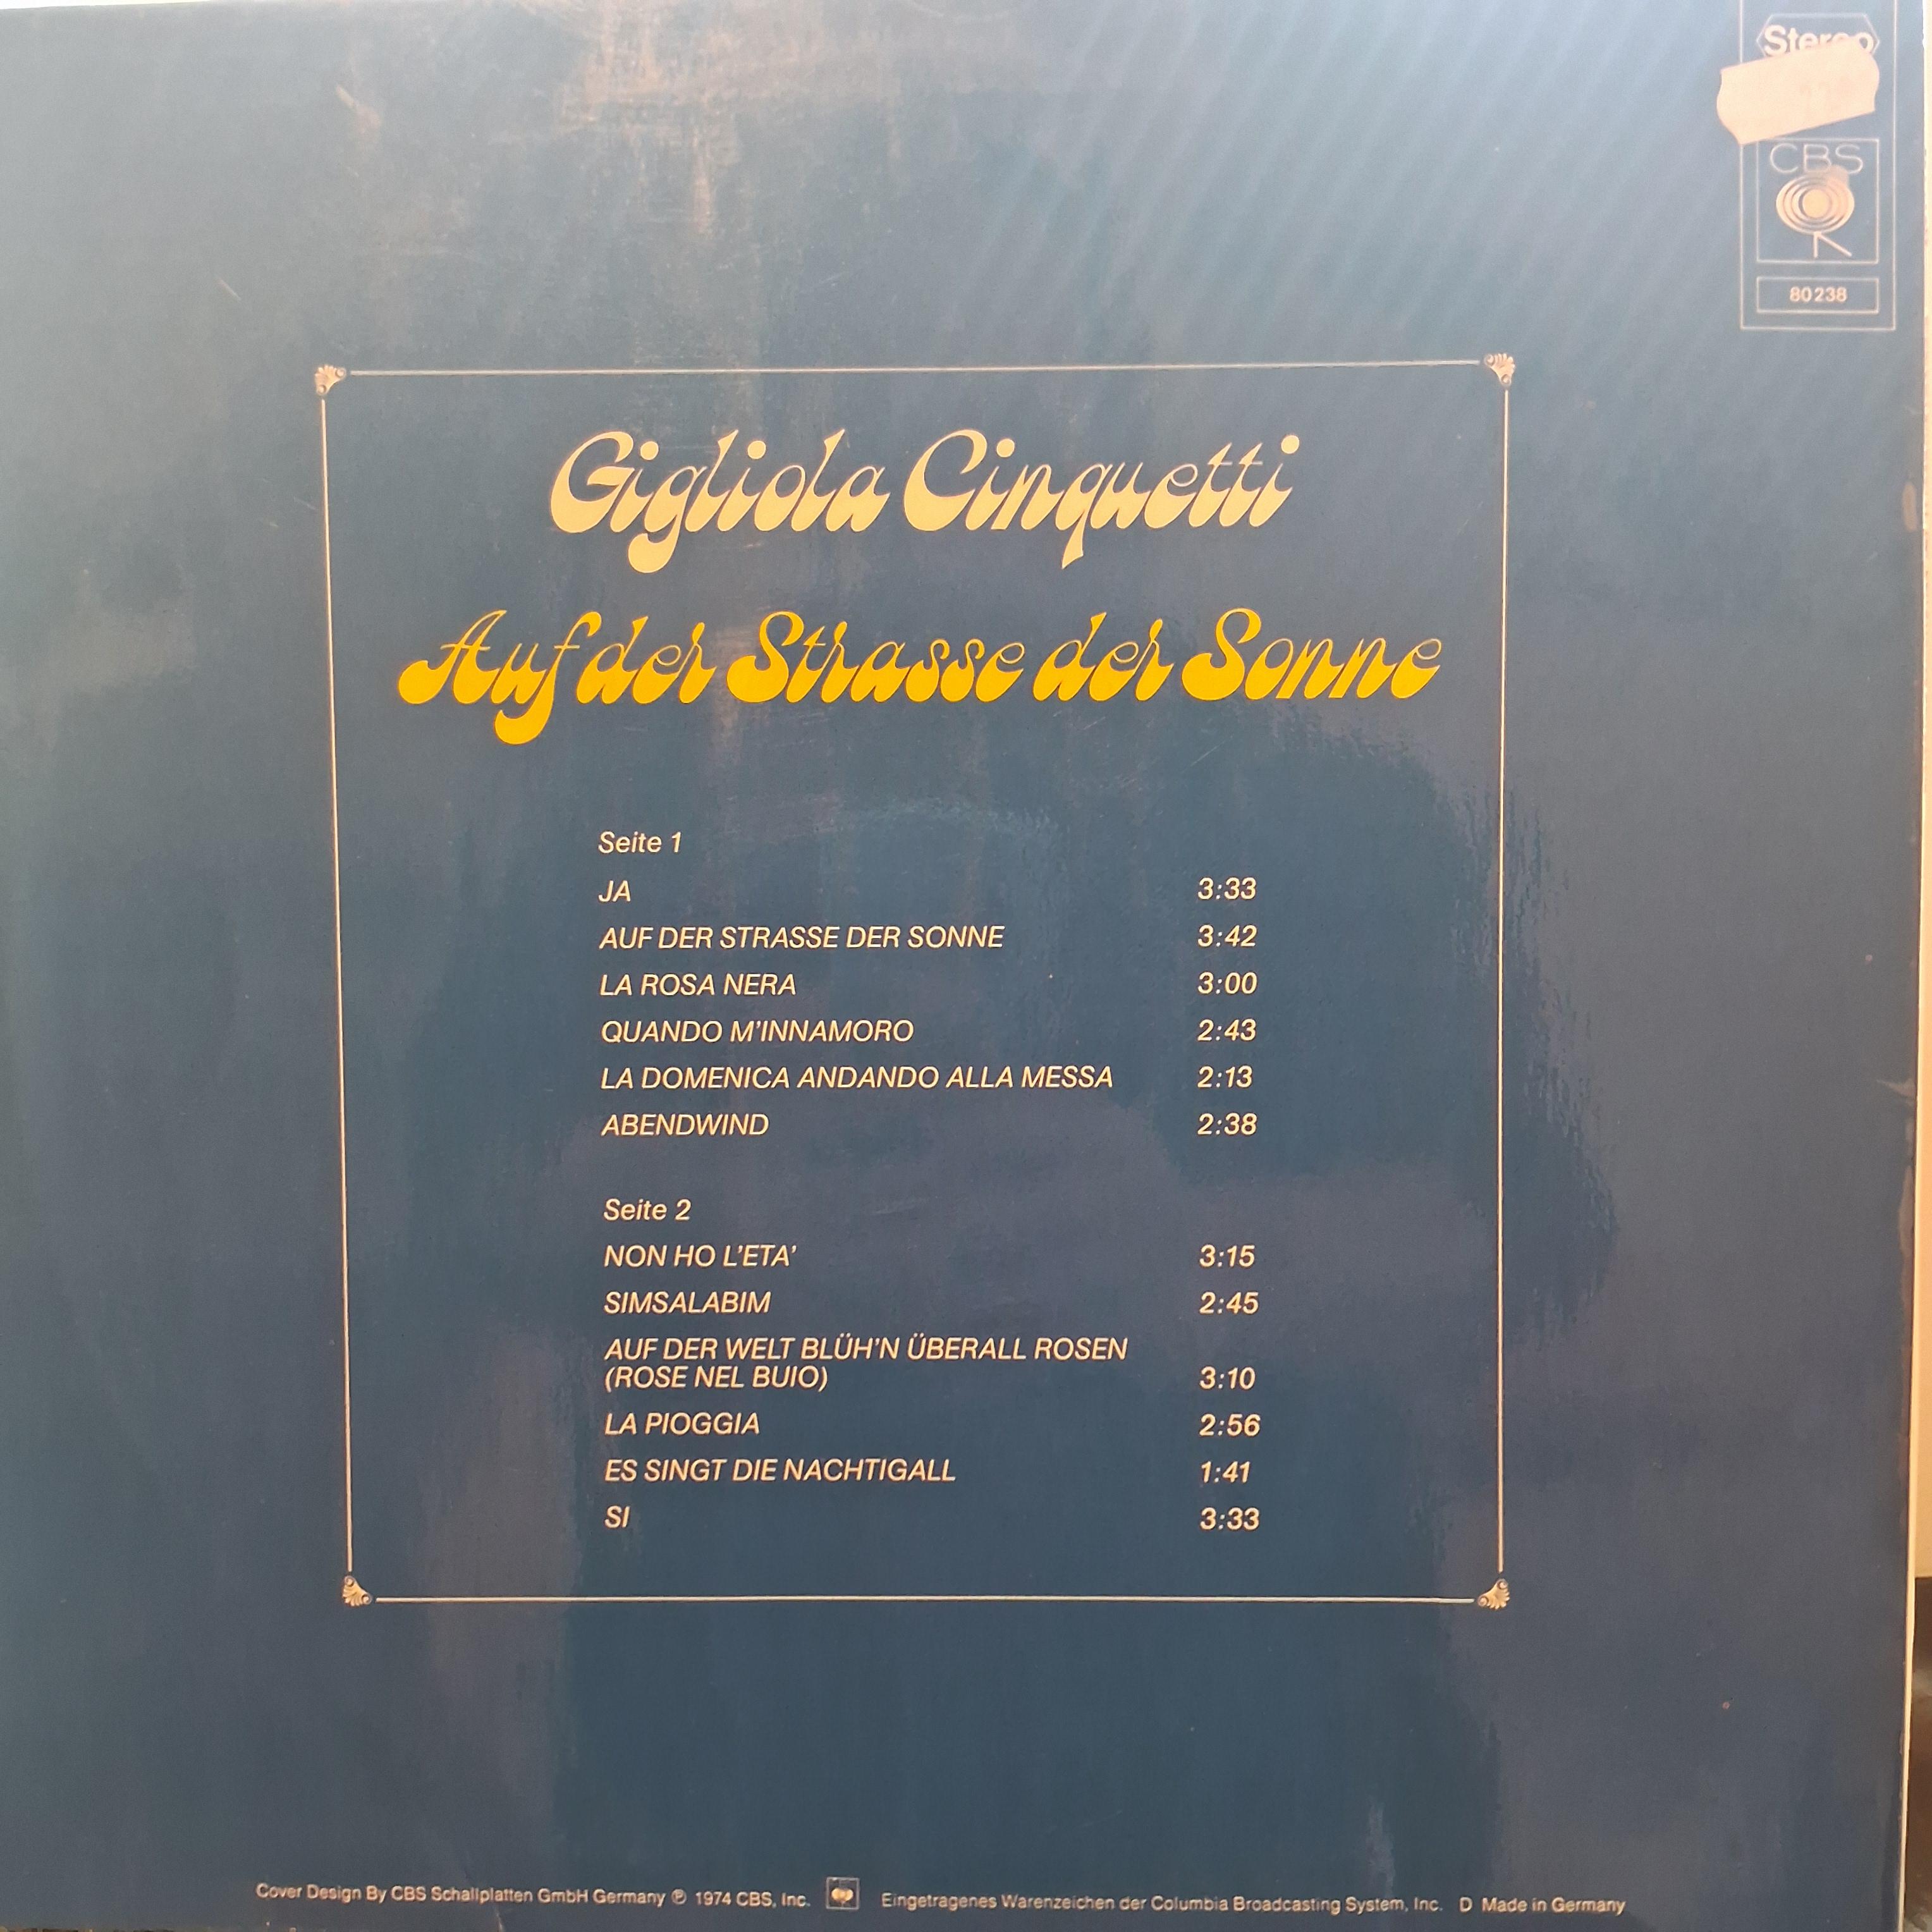 Stereo
CBS
80238
Gigliola Cinquetti
Auf der Strasse der Sonne
Seite 1
JA 3:33
AUF DER STRASSE DER SONNE 3:42
LA ROSA NERA 3:00
QUANDO M'INNAMORO 2:43
LA DOMENICA ANDANDO ALLA MESSA 2:13
ABENDWIND 2:38
Seite 2
NON HO L'ETA' 3:15
SIMSALABIM 2:45
AUF DER WELT BLÜH'N ÜBERALL ROSEN
(ROSE NEL BUIO) 3:10
LA PIOGGIA 2:56
ES SINGT DIE NACHTIGALL 1:41
SI 3:33
Cover Design By CBS Schallplatten GmbH Germany ℗ 1974 CBS, Inc. Eingetragenes Warenzeichen der Columbia Broadcasting System, Inc. D Made in Germany